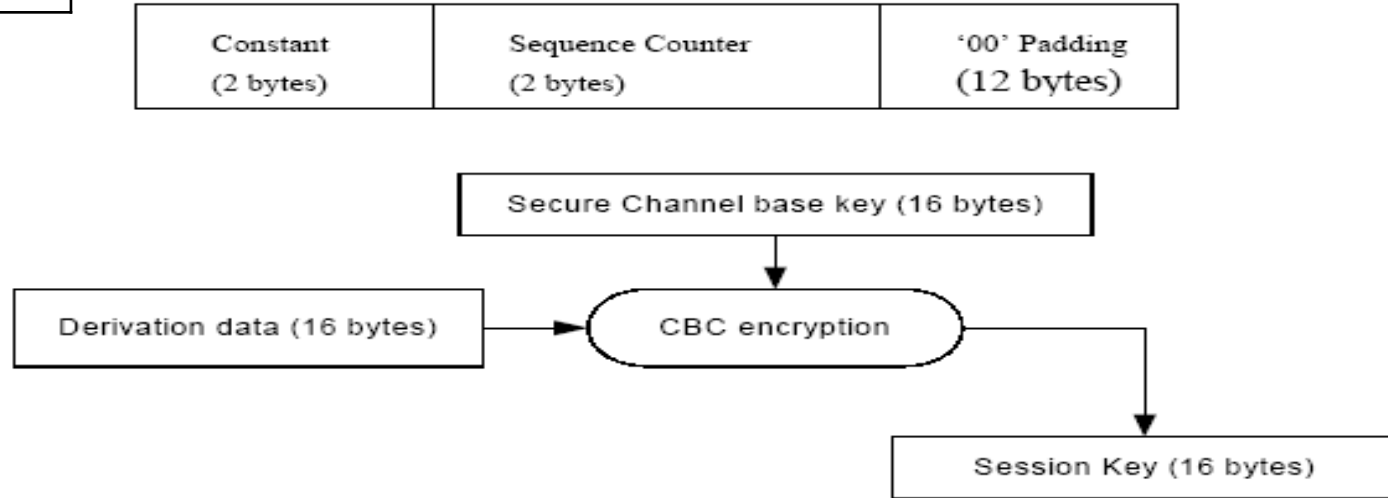 Constant
(2 bytes)
Sequence Counter
(2 bytes)
‘00’ Padding
(12 bytes)
Secure Channel base key (16 bytes)
Derivation data (16 bytes)
CBC encryption
Session Key (16 bytes)